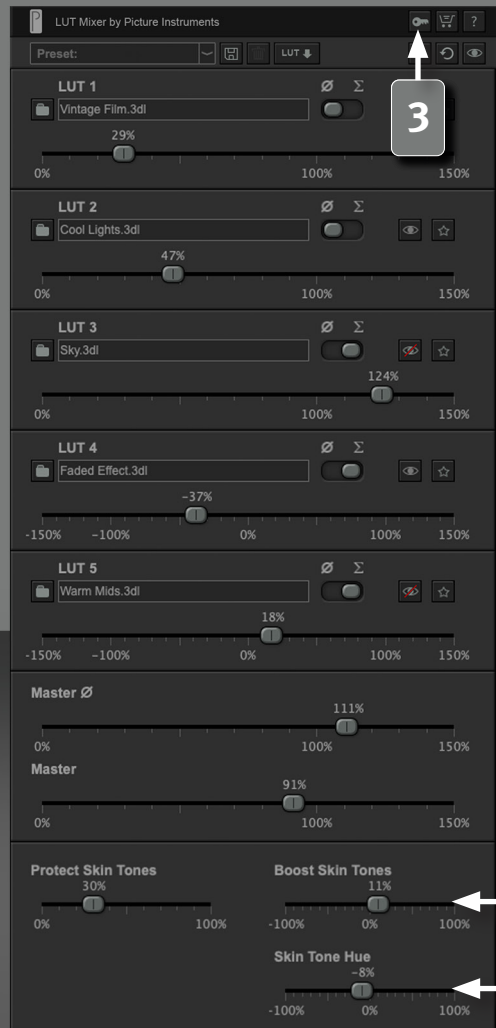 LUT Mixer by Picture Instruments ?
Preset: LUT
LUT 1 Ø Σ
Vintage Film.3dl
3
29%
0% 100% 150%
LUT 2 Ø Σ
Cool Lights.3dl
47%
0% 100% 150%
LUT 3 Ø Σ
Sky.3dl
124%
0% 100% 150%
LUT 4 Ø Σ
Faded Effect.3dl
-37%
-150% -100% 0% 100% 150%
LUT 5 Ø Σ
Warm Mids.3dl
18%
-150% -100% 0% 100% 150%
Master Ø
111%
0% 100% 150%
Master
91%
0% 100% 150%
Protect Skin Tones Boost Skin Tones
30% 11%
0% 100% -100% 0% 100%
Skin Tone Hue
-8%
-100% 0% 100%